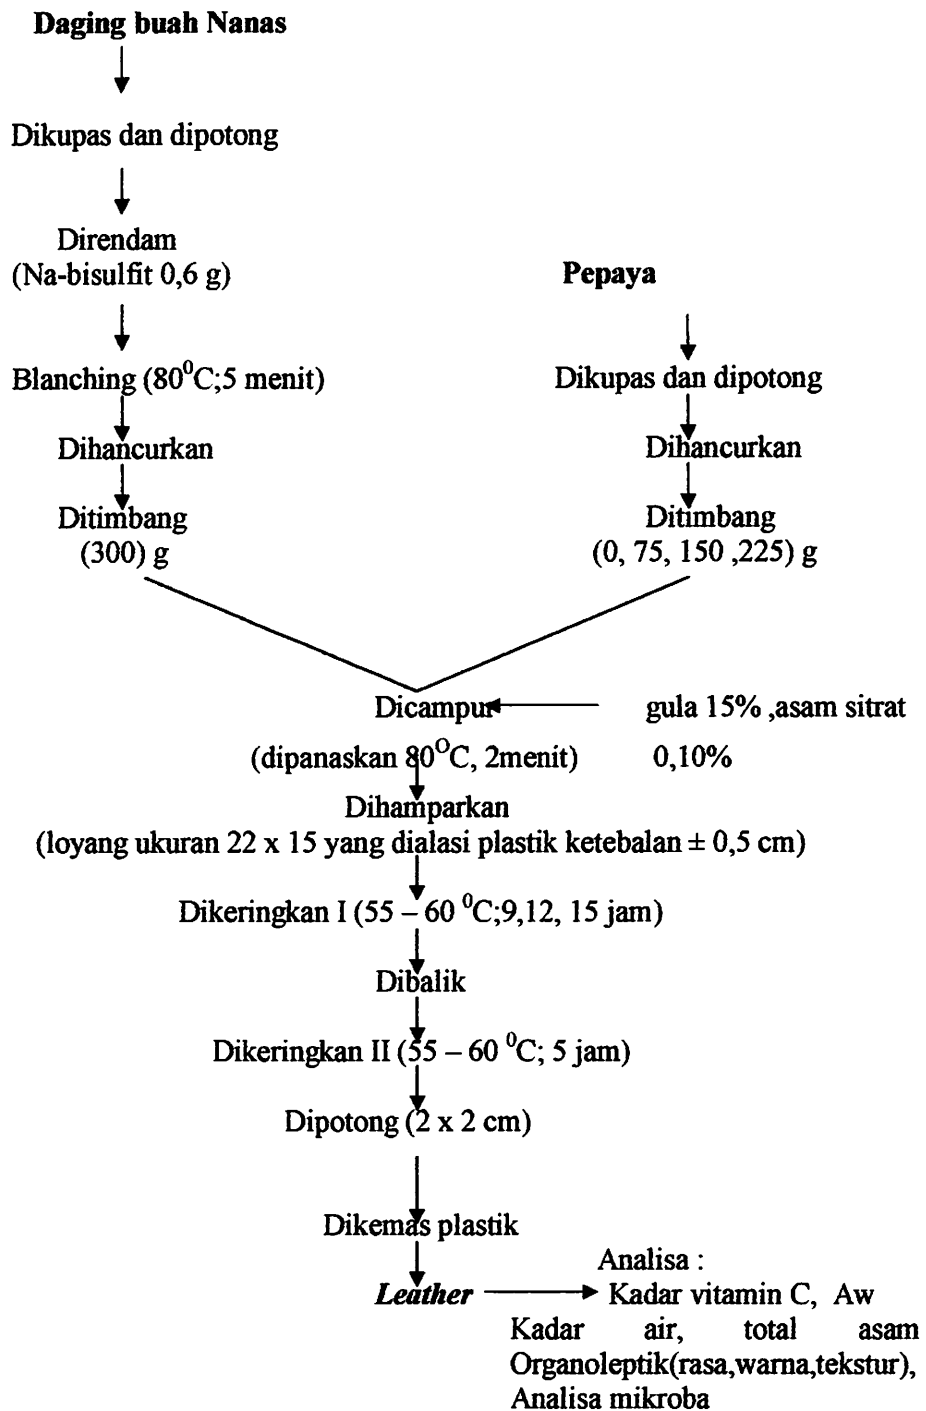 Daging buah Nanas
Dikupas dan dipotong
Direndam
(Na-bisulfit 0,6 g)
Blanching (80⁰C;5 menit)
Dihancurkan
Ditimbang
(300) g
Pepaya
Dikupas dan dipotong
Dihancurkan
Ditimbang
(0, 75, 150 ,225) g
Dicampur
gula 15% ,asam sitrat
0,10%
(dipanaskan 80ᴼC, 2menit)
Dihamparkan
(loyang ukuran 22 x 15 yang dialasi plastik ketebalan ± 0,5 cm)
Dikeringkan I (55 – 60 ⁰C;9,12, 15 jam)
Dibalik
Dikeringkan II (55 – 60 ⁰C; 5 jam)
Dipotong (2 x 2 cm)
Dikemas plastik
Leather
Analisa :
Kadar vitamin C, Aw
Kadar air, total asam
Organoleptik(rasa,warna,tekstur),
Analisa mikroba